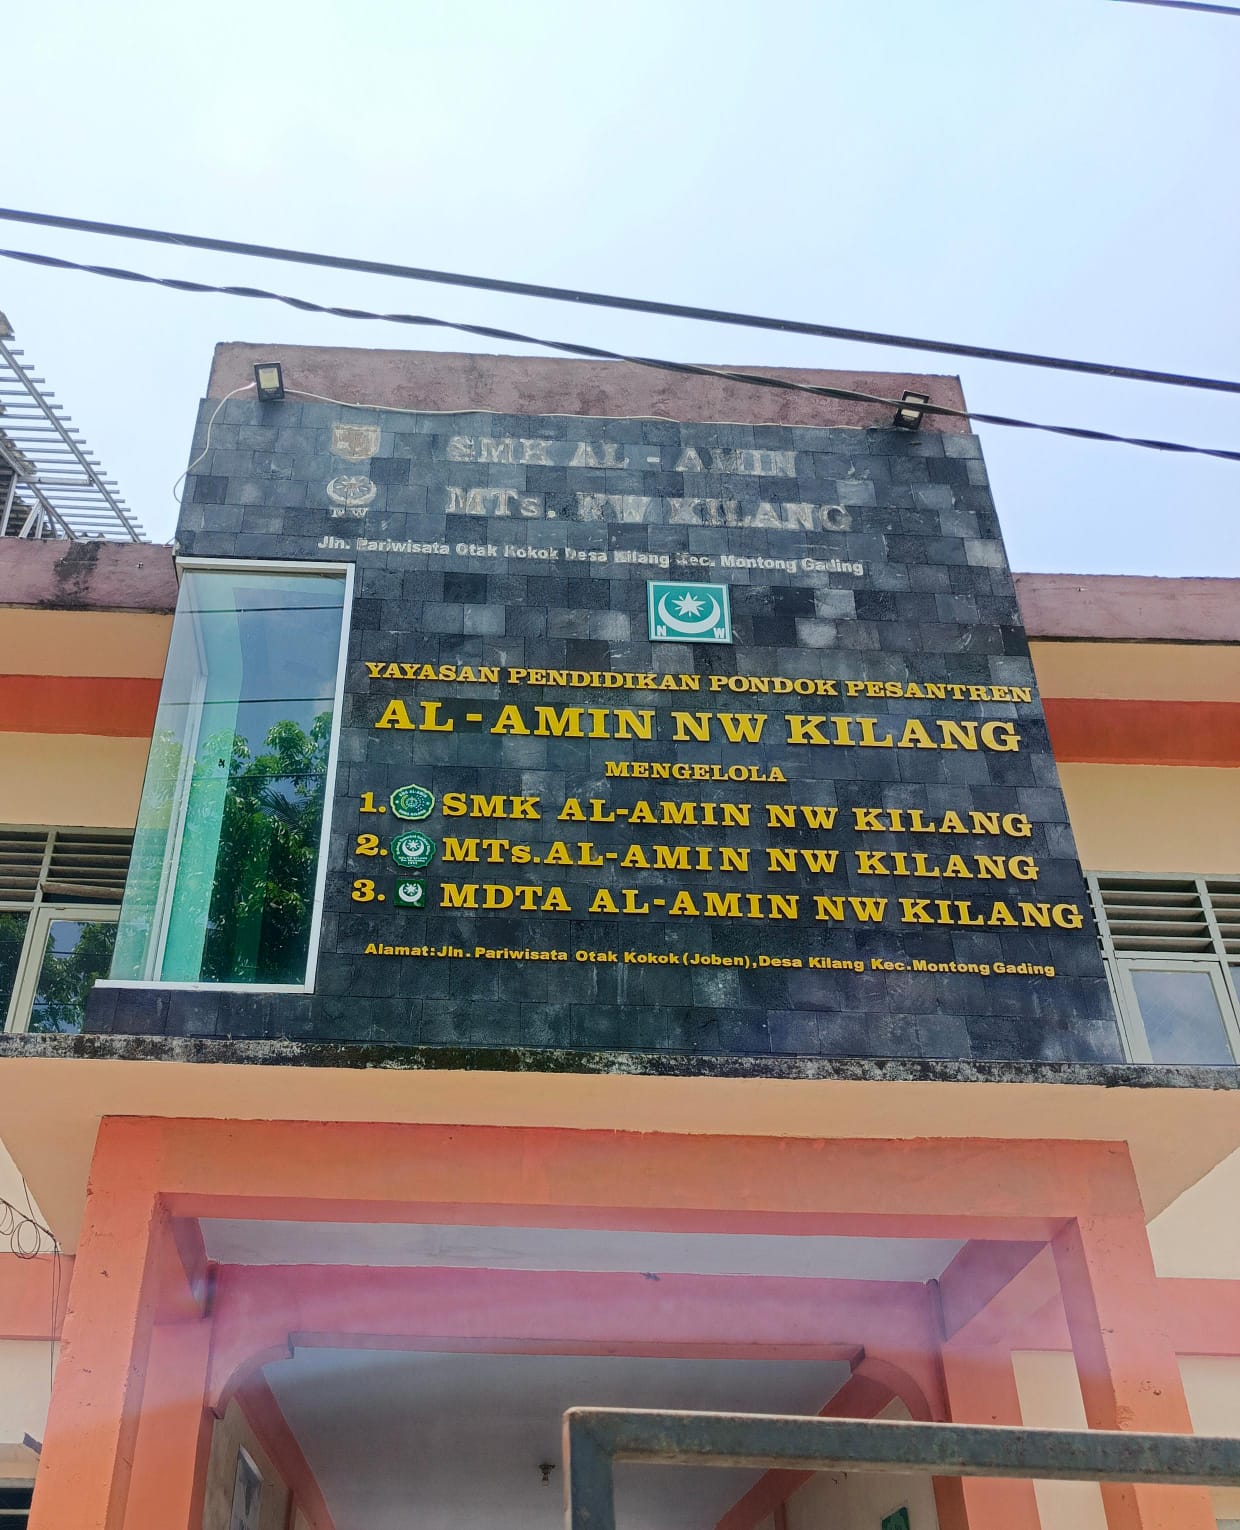 SMK AL - AMIN
NW
MTs. NW KILANG
Jln. Pariwisata Otak Kokok Desa Kilang Kec. Montong Gading
N W
YAYASAN PENDIDIKAN PONDOK PESANTREN
AL - AMIN NW KILANG
MENGELOLA
1. SMK AL-AMIN NW KILANG
2. MTs. AL-AMIN NW KILANG
3. MDTA AL-AMIN NW KILANG
Alamat: Jln. Pariwisata Otak Kokok (Joben), Desa Kilang Kec. Montong Gading